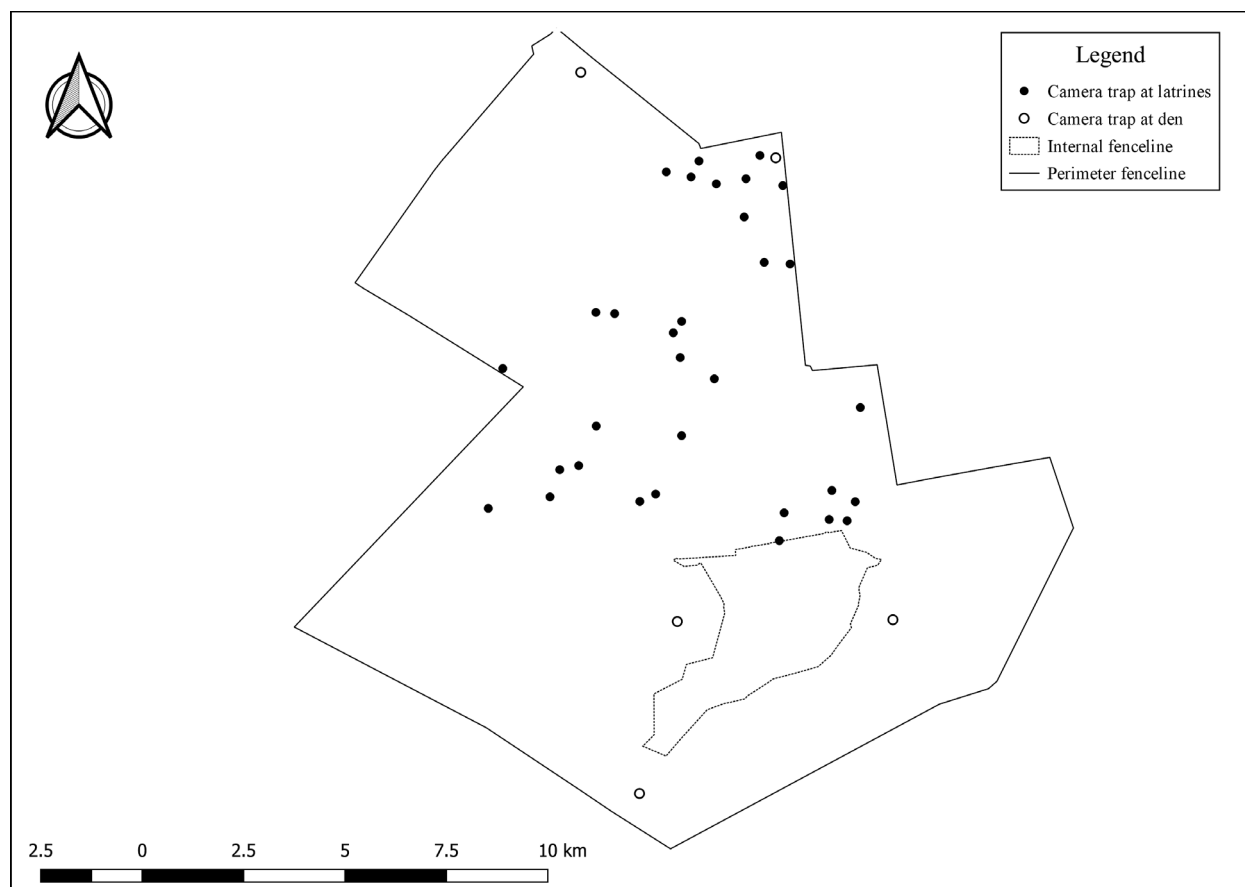 Legend
Camera trap at latrines
Camera trap at den
Internal fenceline
Perimeter fenceline
2.5 0 2.5 5 7.5 10 km